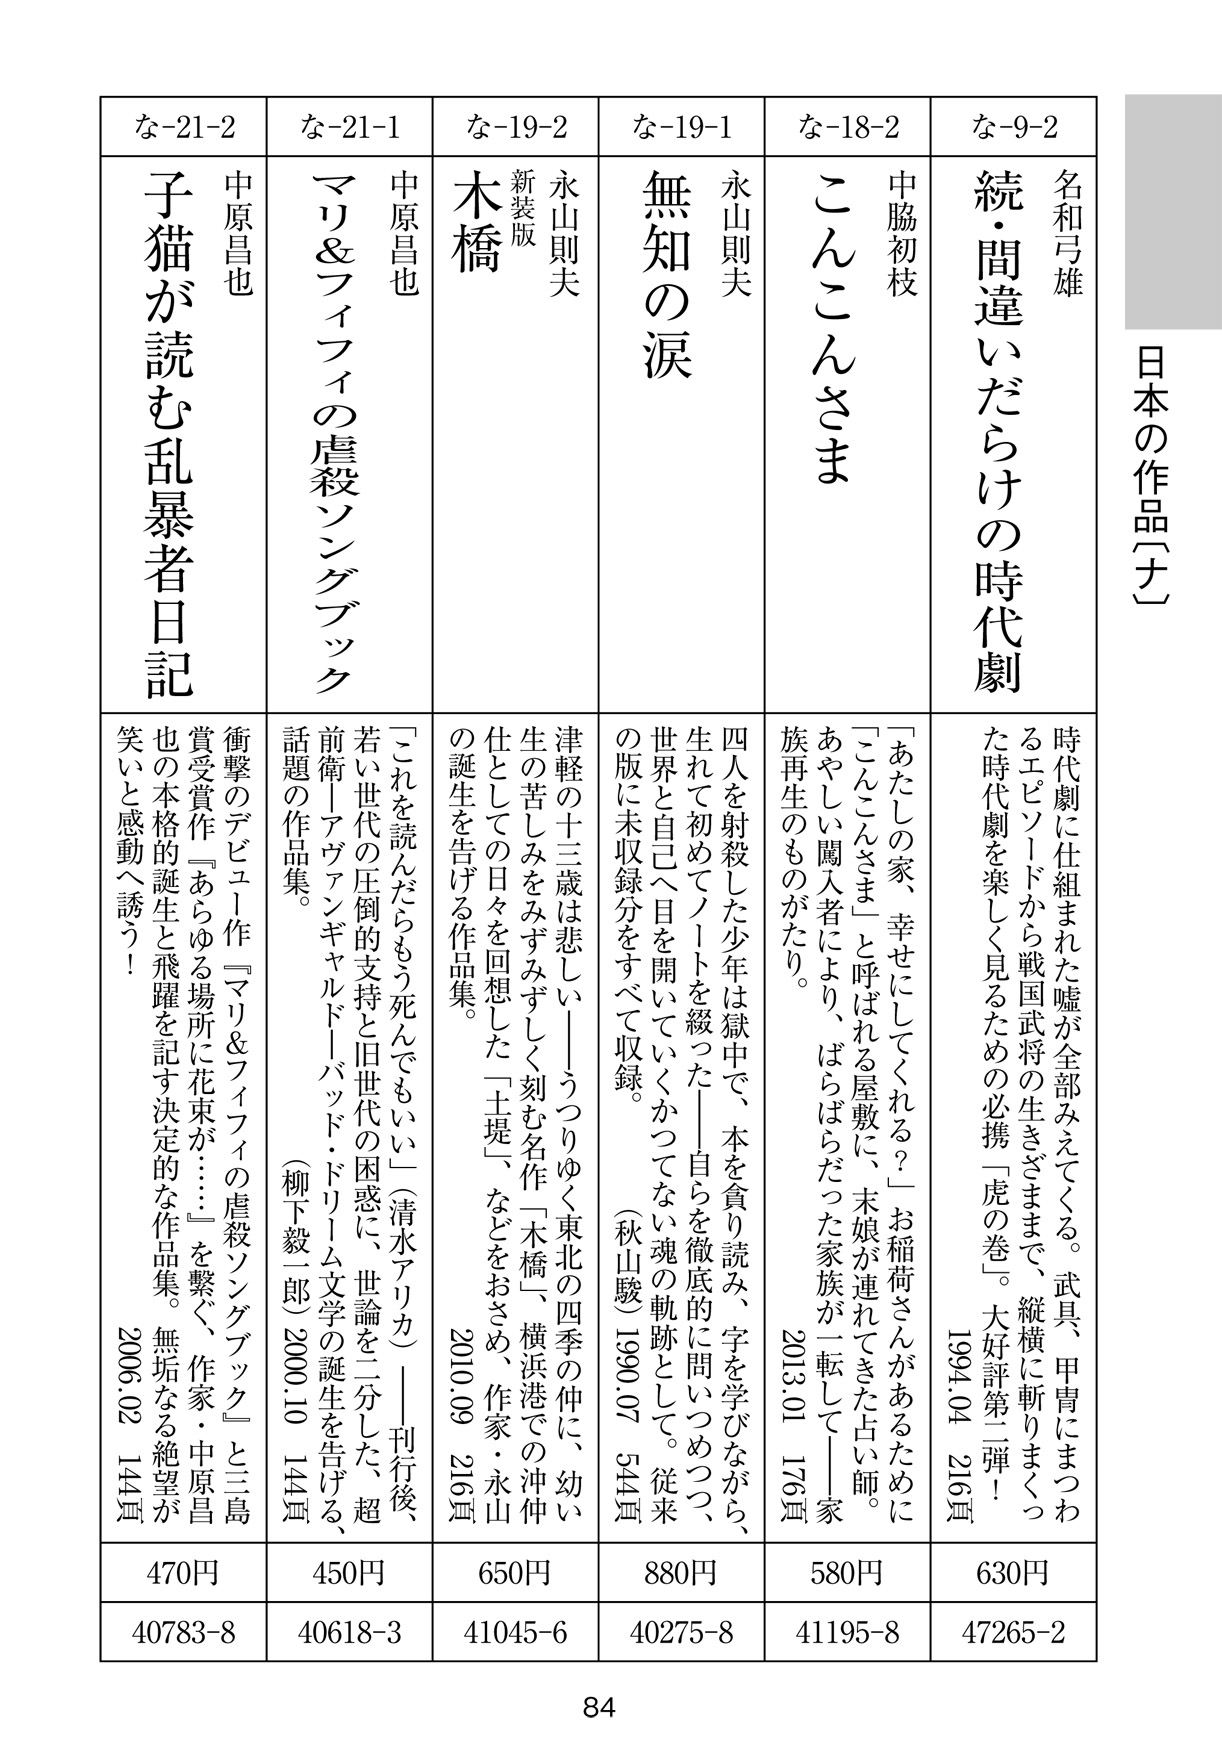 日本の作品〔ナ〕
な-9-2
名和弓雄
続・間違いだらけの時代劇
時代劇に仕組まれた嘘が全部みえてくる。武具、甲冑にまつわ
るエピソードから戦国武将の生きざままで、縦横に斬りまくっ
た時代劇を楽しく見るための必携「虎の巻」。大好評第二弾！
1994.04　216頁
630円
47265-2
な-18-2
中脇初枝
こんこんさま
「あたしの家、幸せにしてくれる？」お稲荷さんがあるために
「こんこんさま」と呼ばれる屋敷に、末娘が連れてきた占い師。
あやしい闖入者により、ばらばらだった家族が一転して――家
族再生のものがたり。　2013.01　176頁
580円
41195-8
な-19-1
永山則夫
無知の涙
四人を射殺した少年は獄中で、本を貪り読み、字を学びながら、
生れて初めてノートを綴った――自らを徹底的に問いつめつつ、
世界と自己へ目を開いていくかつてない魂の軌跡として。従来
の版に未収録分をすべて収録。　（秋山駿）1990.07　544頁
880円
40275-8
な-19-2
永山則夫
新装版
木橋
津軽の十三歳は悲しい――うつりゆく東北の四季の仲に、幼い
生の苦しみをみずみずしく刻む名作「木橋」、横浜港での沖仲
仕としての日々を回想した「土堤」、などをおさめ、作家・永山
の誕生を告げる作品集。　2010.09　216頁
650円
41045-6
な-21-1
中原昌也
マリ&フィフィの虐殺ソングブック
「これを読んだらもう死んでもいい」（清水アリカ）――刊行後、
若い世代の圧倒的支持と旧世代の困惑に、世論を二分した、超
前衛―アヴァンギャルド―バッド・ドリーム文学の誕生を告げる、
話題の作品集。　（柳下毅一郎）2000.10　144頁
450円
40618-3
な-21-2
中原昌也
子猫が読む乱暴者日記
衝撃のデビュー作『マリ&フィフィの虐殺ソングブック』と三島
賞受賞作『あらゆる場所に花束が……』を繫ぐ、作家・中原昌
也の本格的誕生と飛躍を記す決定的な作品集。無垢なる絶望が
笑いと感動へ誘う！　2006.02　144頁
470円
40783-8
84